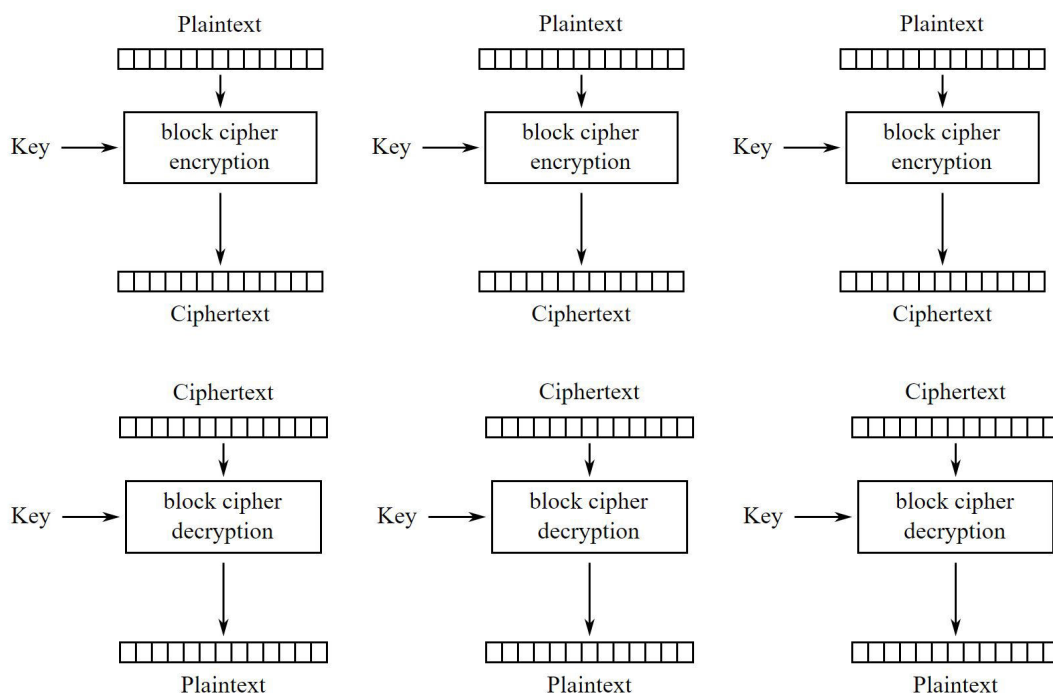 Plaintext Plaintext Plaintext
block cipher block cipher block cipher
Key Key Key
encryption encryption encryption
Ciphertext Ciphertext Ciphertext
Ciphertext Ciphertext Ciphertext
block cipher block cipher block cipher
Key Key Key
decryption decryption decryption
Plaintext Plaintext Plaintext